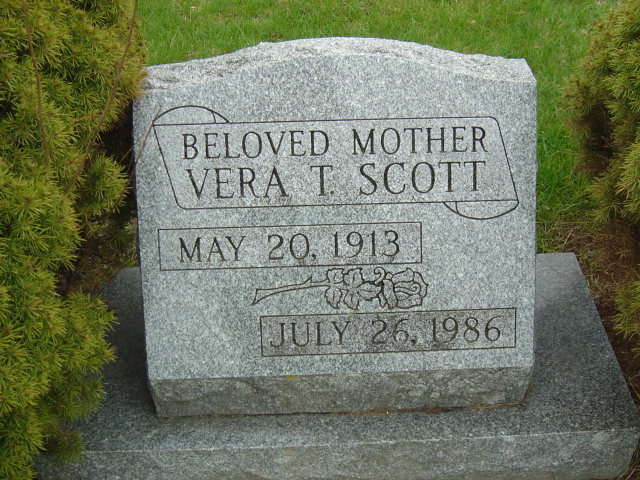 BELOVED MOTHER
VERA T. SCOTT
MAY 20, 1913
JULY 26, 1986